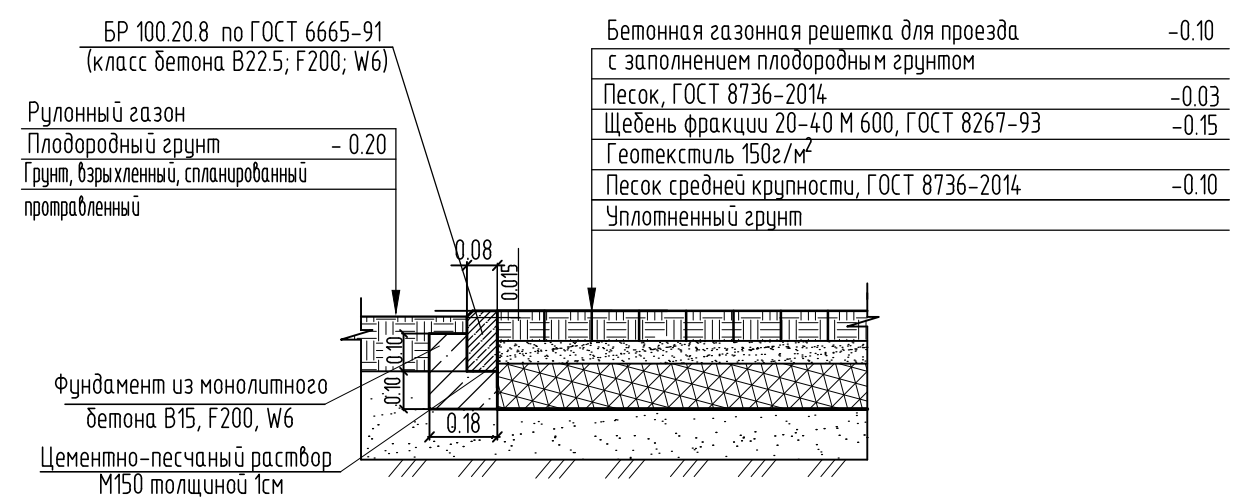 БР 100.20.8 по ГОСТ 6665-91
(класс бетона В22.5; F200; W6)
Рулонный газон
Плодородный грунт - 0.20
Грунт, взрыхленный, спланированный
протравленный
Бетонная газонная решетка для проезда -0.10
с заполнением плодородным грунтом
Песок, ГОСТ 8736-2014 -0.03
Щебень фракции 20-40 М 600, ГОСТ 8267-93 -0.15
Геотекстиль 150г/м²
Песок средней крупности, ГОСТ 8736-2014 -0.10
Уплотненный грунт
0.08
0.015
0.10
0.10
0.18
Фундамент из монолитного
бетона В15, F200, W6
Цементно-песчаный раствор
М150 толщиной 1см